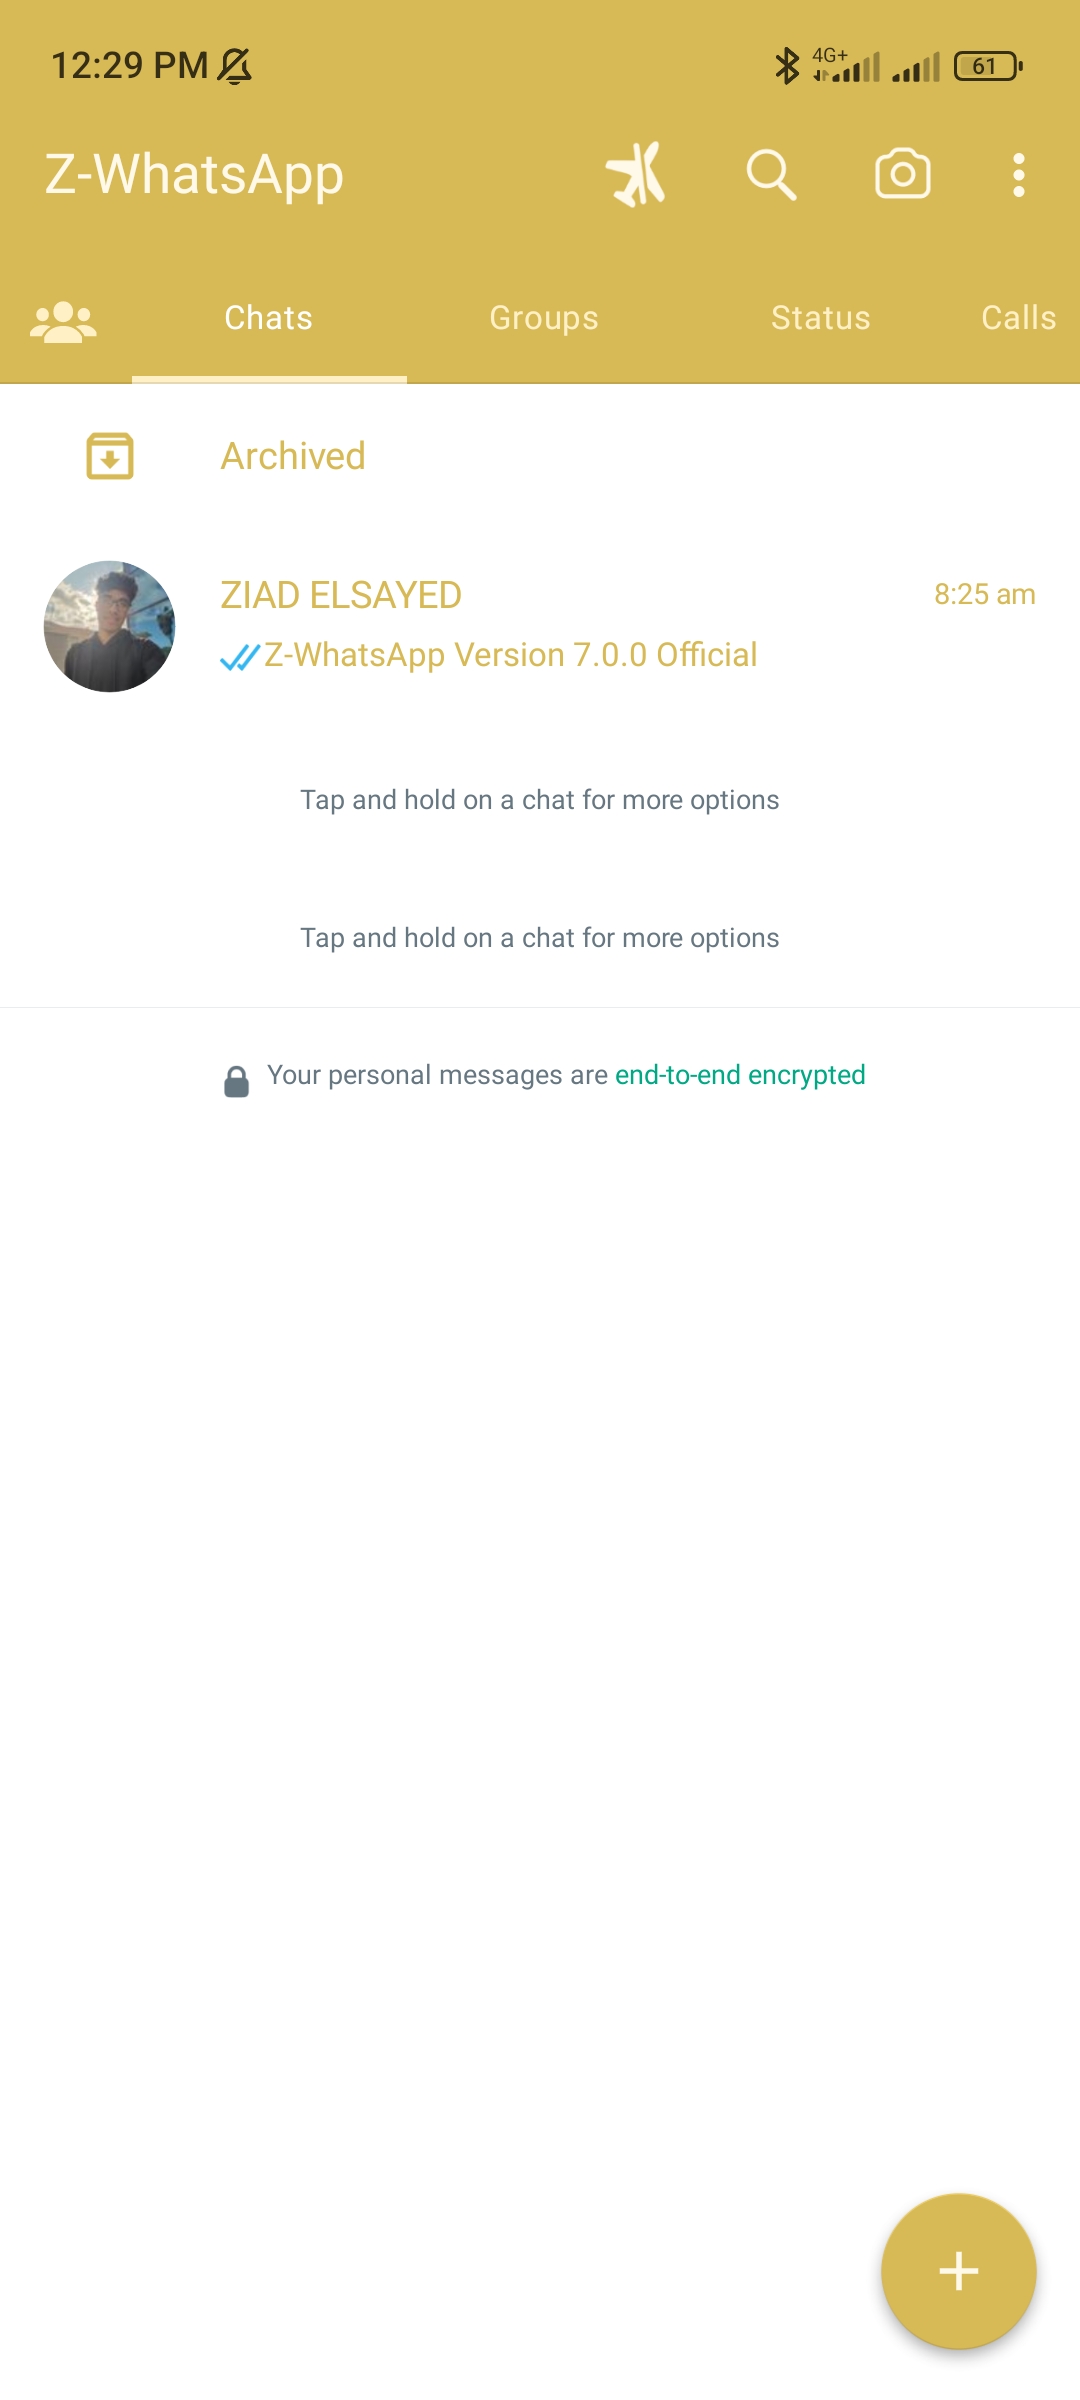 12:29 PM
4G+
61
Z-WhatsApp
Chats Groups Status Calls
Archived
ZIAD ELSAYED 8:25 am
Z-WhatsApp Version 7.0.0 Official
Tap and hold on a chat for more options
Tap and hold on a chat for more options
Your personal messages are end-to-end encrypted